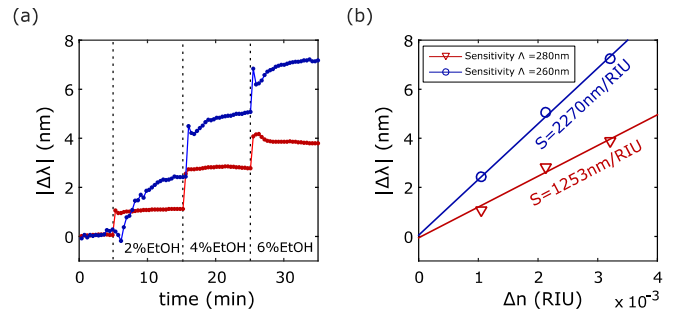 (a)
8
6
4
2
0
|Δλ| (nm)
2%EtOH
4%EtOH
6%EtOH
0
10
20
30
time (min)
(b)
8
6
4
2
0
|Δλ| (nm)
Sensitivity Λ =280nm
Sensitivity Λ =260nm
S=2270nm/RIU
S=1253nm/RIU
0
1
2
3
4
Δn (RIU)
x 10⁻³